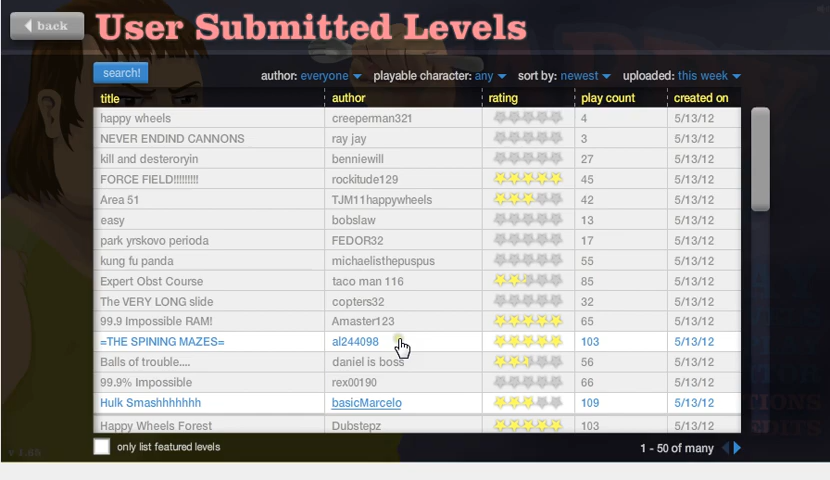 back User Submitted Levels
search! author: everyone playable character: any sort by: newest uploaded: this week
title author rating play count created on
happy wheels creeperman321 4 5/13/12
NEVER ENDIND CANNONS ray jay 3 5/13/12
kill and desteroryin benniewill 27 5/13/12
FORCE FIELD!!!!!!!!! rockitude129 45 5/13/12
Area 51 TJM11happywheels 42 5/13/12
easy bobslaw 13 5/13/12
park yrskovo perioda FEDOR32 17 5/13/12
kung fu panda michaelisthepuspus 55 5/13/12
Expert Obst Course taco man 116 85 5/13/12
The VERY LONG slide copters32 32 5/13/12
99.9 Impossible RAM! Amaster123 65 5/13/12
=THE SPINING MAZES= al244098 103 5/13/12
Balls of trouble.... daniel is boss 56 5/13/12
99.9% Impossible rex00190 66 5/13/12
Hulk Smashhhhhhh basicMarcelo 109 5/13/12
Happy Wheels Forest Dubstepz 103 5/13/12
only list featured levels 1 - 50 of many